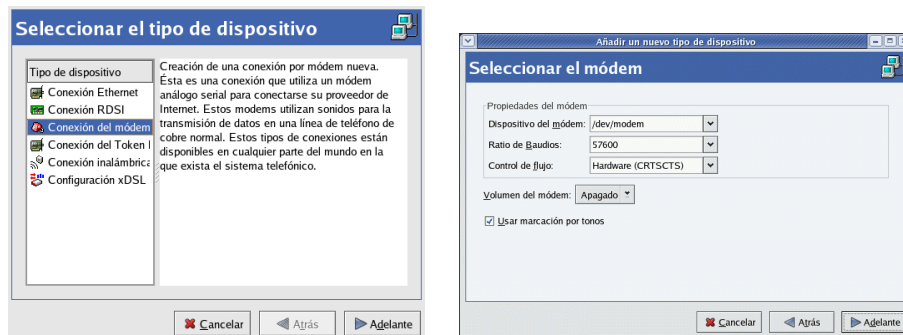 Seleccionar el tipo de dispositivo
Tipo de dispositivo
Conexión Ethernet
Conexión RDSI
Conexión del módem
Conexión del Token
Conexión inalámbrica
Configuración xDSL
Creación de una conexión por módem nueva.
Ésta es una conexión que utiliza un módem
análogo serial para conectarse su proveedor de
Internet. Estos modems utilizan sonidos para la
transmisión de datos en una línea de teléfono de
cobre normal. Estos tipos de conexiones están
disponibles en cualquier parte del mundo en la
que exista el sistema telefónico.
Cancelar
Atrás
Adelante
Añadir un nuevo tipo de dispositivo
Seleccionar el módem
Propiedades del módem
Dispositivo del módem: /dev/modem
Ratio de Baudios: 57600
Control de flujo: Hardware (CRTSCTS)
Volumen del módem: Apagado
Usar marcación por tonos
Cancelar
Atrás
Adelante